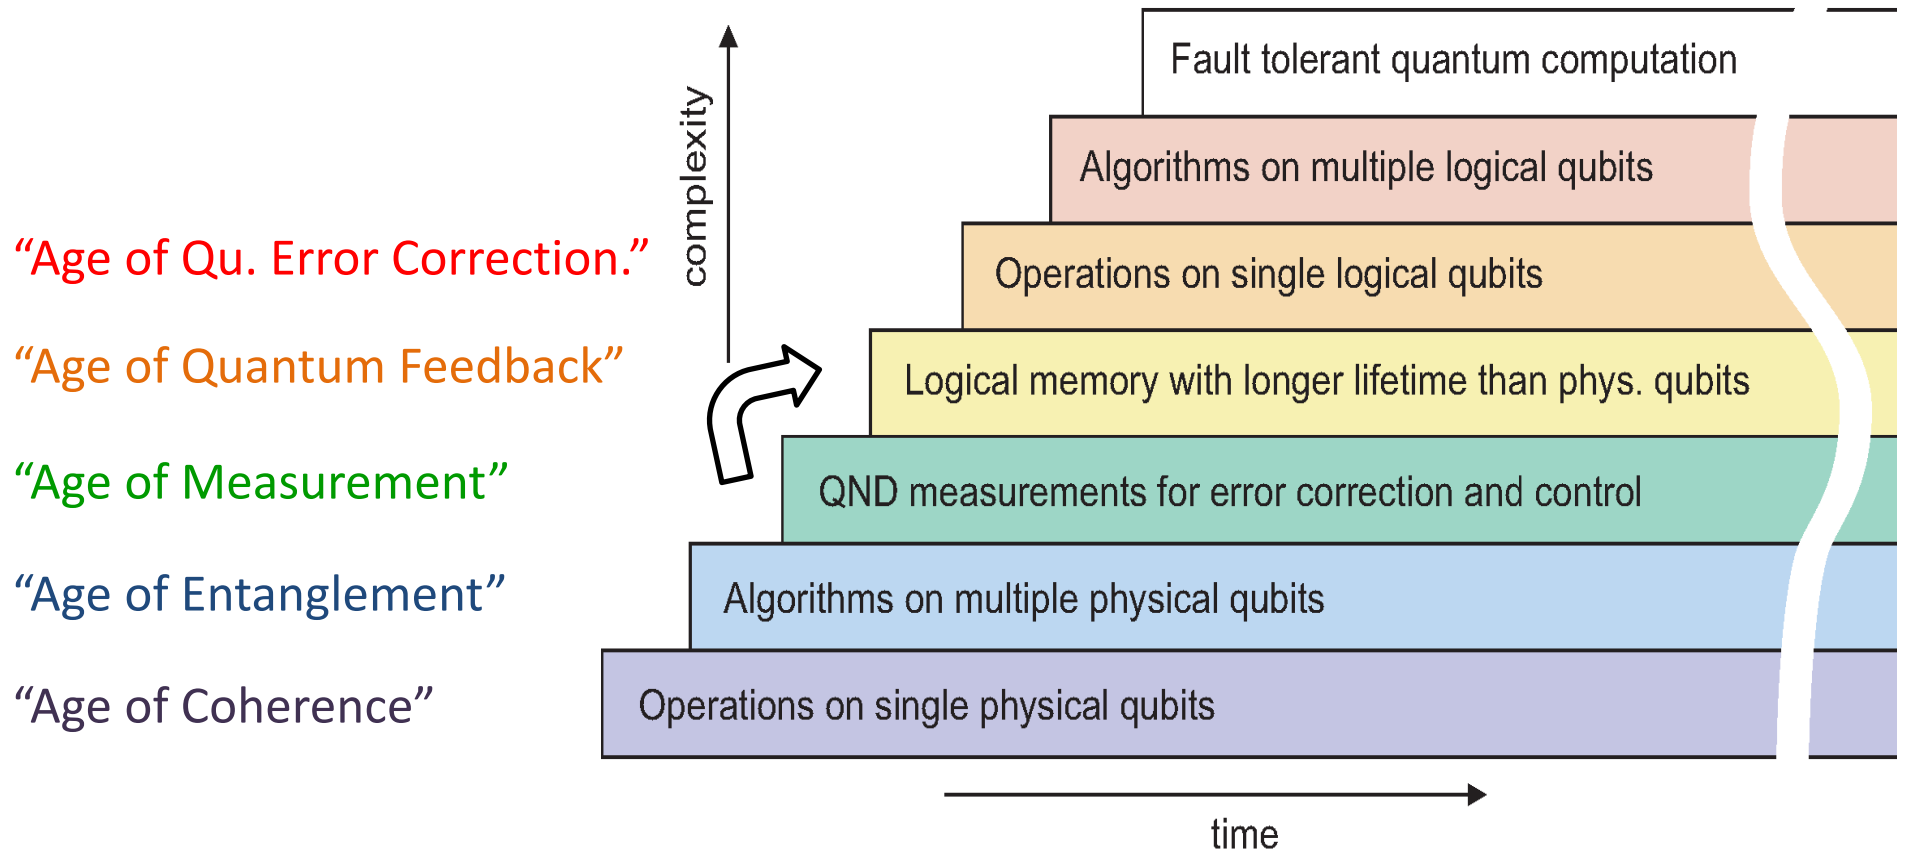 Fault tolerant quantum computation
complexity
Algorithms on multiple logical qubits
“Age of Qu. Error Correction.”
Operations on single logical qubits
“Age of Quantum Feedback”
Logical memory with longer lifetime than phys. qubits
“Age of Measurement”
QND measurements for error correction and control
“Age of Entanglement”
Algorithms on multiple physical qubits
“Age of Coherence”
Operations on single physical qubits
time